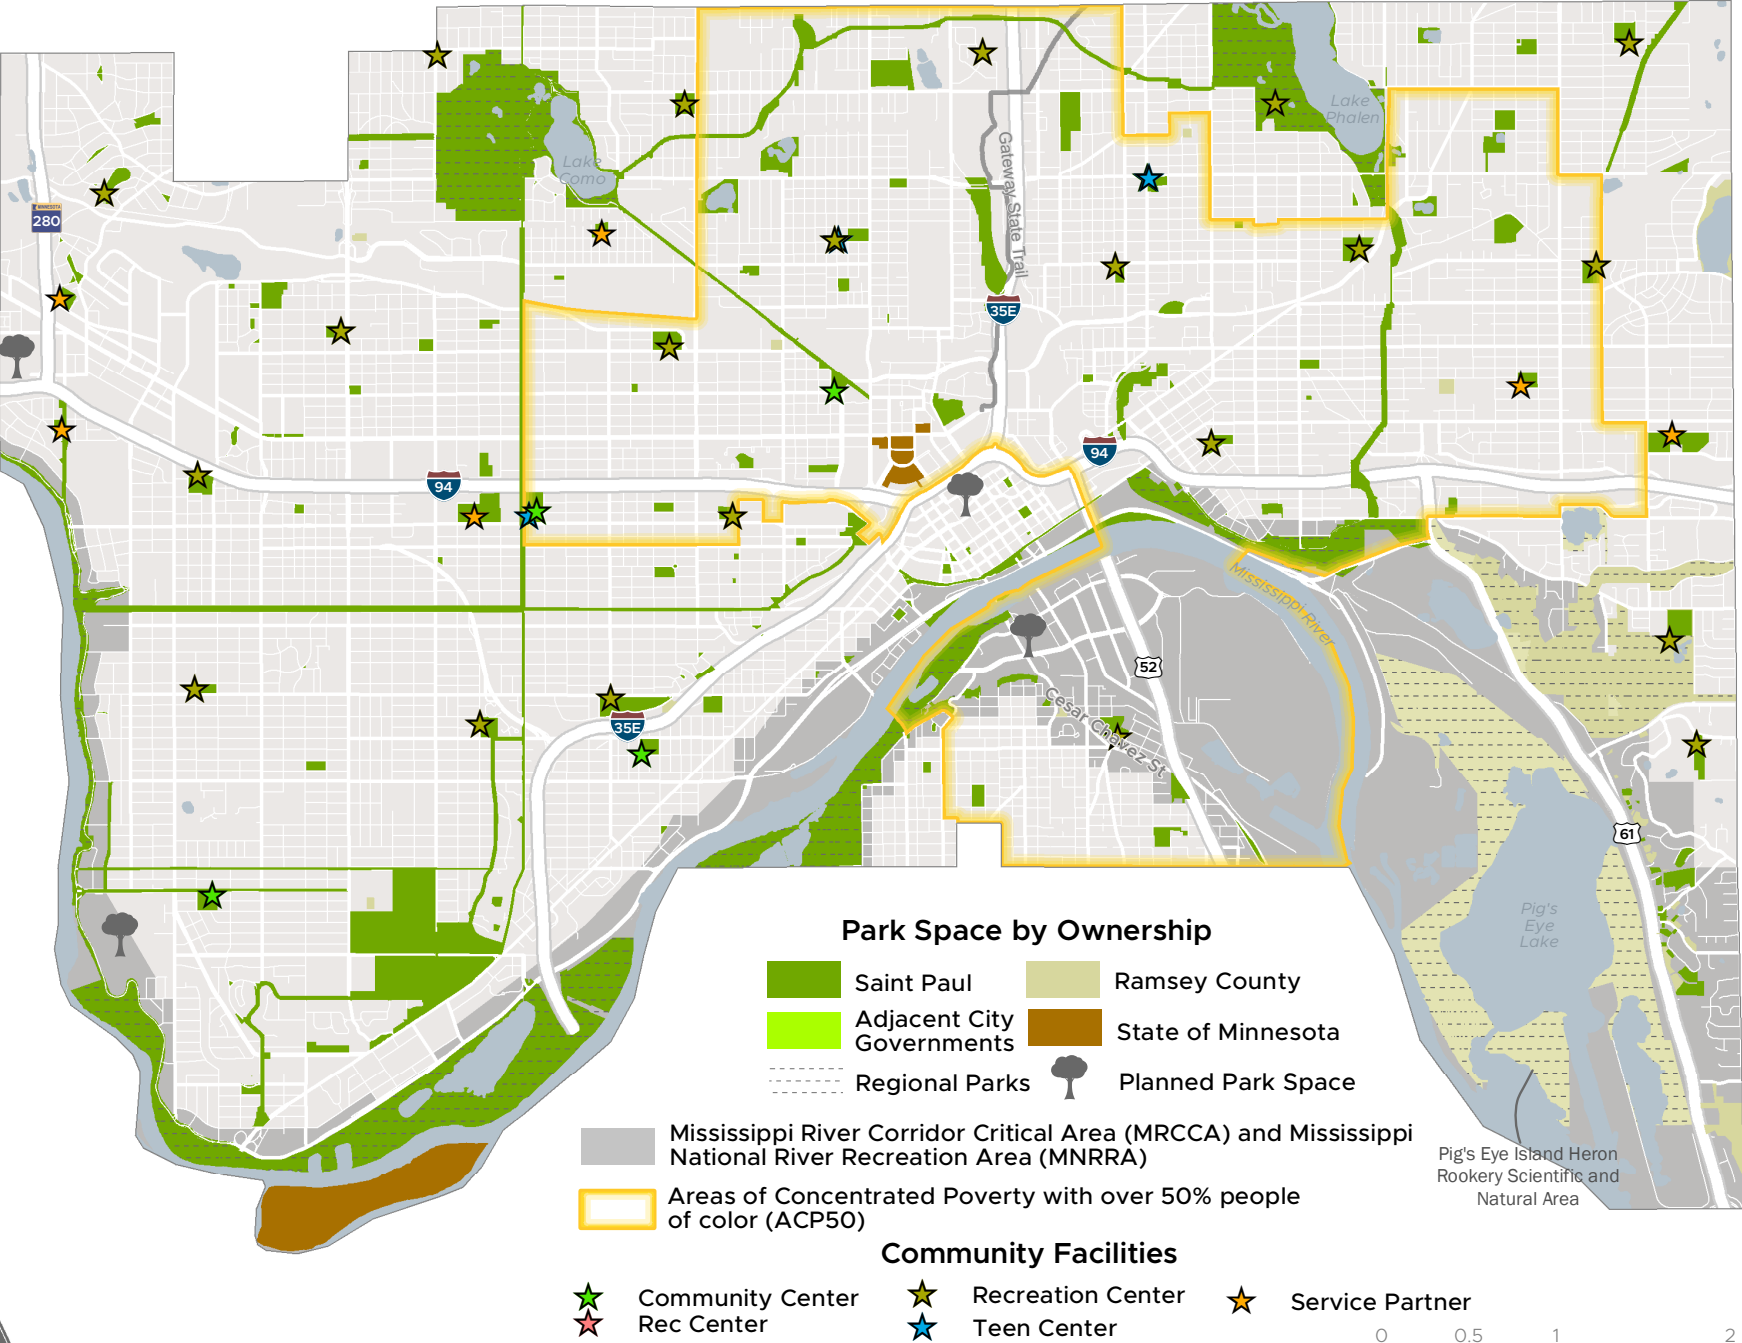 Lake
Phalen
Gateway State Trail
Lake
Como
MINNESOTA
280
35E
94
94
Mississippi River
52
Cesar Chavez St
35E
61
Pig's
Eye
Lake
Park Space by Ownership
Saint Paul
Ramsey County
Adjacent City
Governments
State of Minnesota
Regional Parks
Planned Park Space
Mississippi River Corridor Critical Area (MRCCA) and Mississippi
National River Recreation Area (MNRRA)
Pig's Eye Island Heron
Rookery Scientific and
Natural Area
Areas of Concentrated Poverty with over 50% people
of color (ACP50)
Community Facilities
Community Center
Recreation Center
Service Partner
Rec Center
Teen Center
0 0.5 1 2